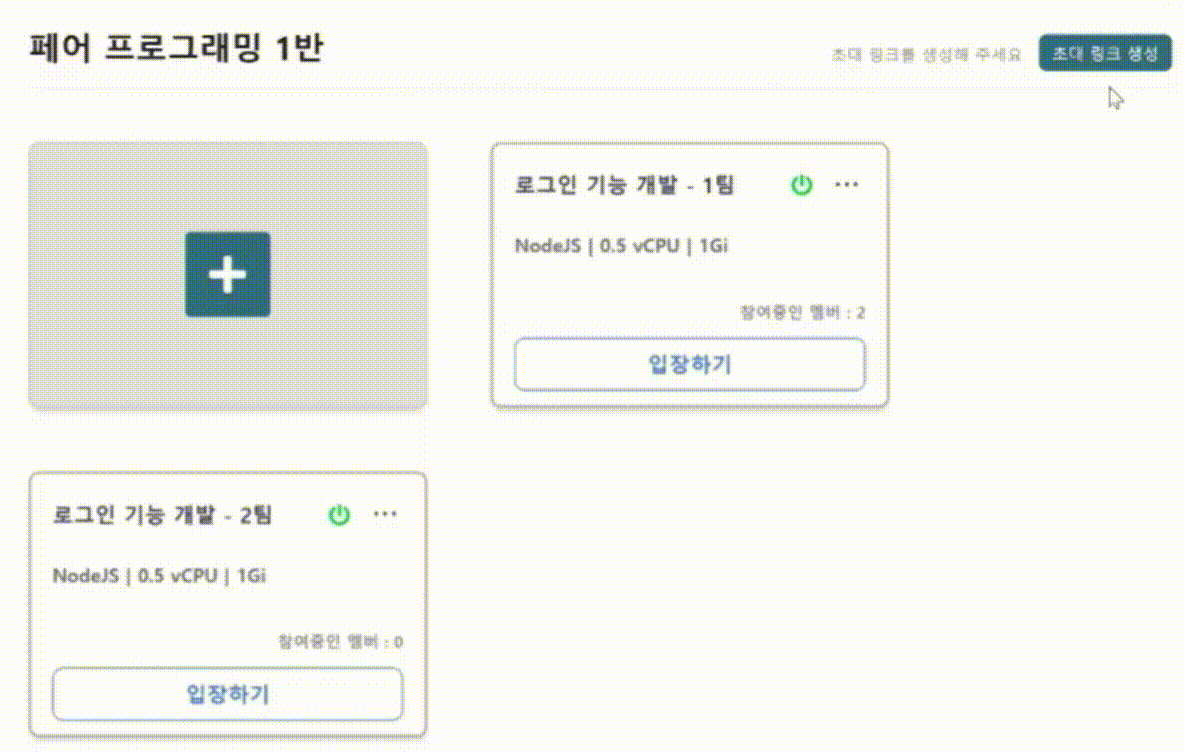 페어 프로그래밍 1반
초대 링크를 생성해 주세요
초대 링크 생성
로그인 기능 개발 - 1팀
NodeJS | 0.5 vCPU | 1Gi
참여중인 멤버 : 2
입장하기
로그인 기능 개발 - 2팀
NodeJS | 0.5 vCPU | 1Gi
참여중인 멤버 : 0
입장하기